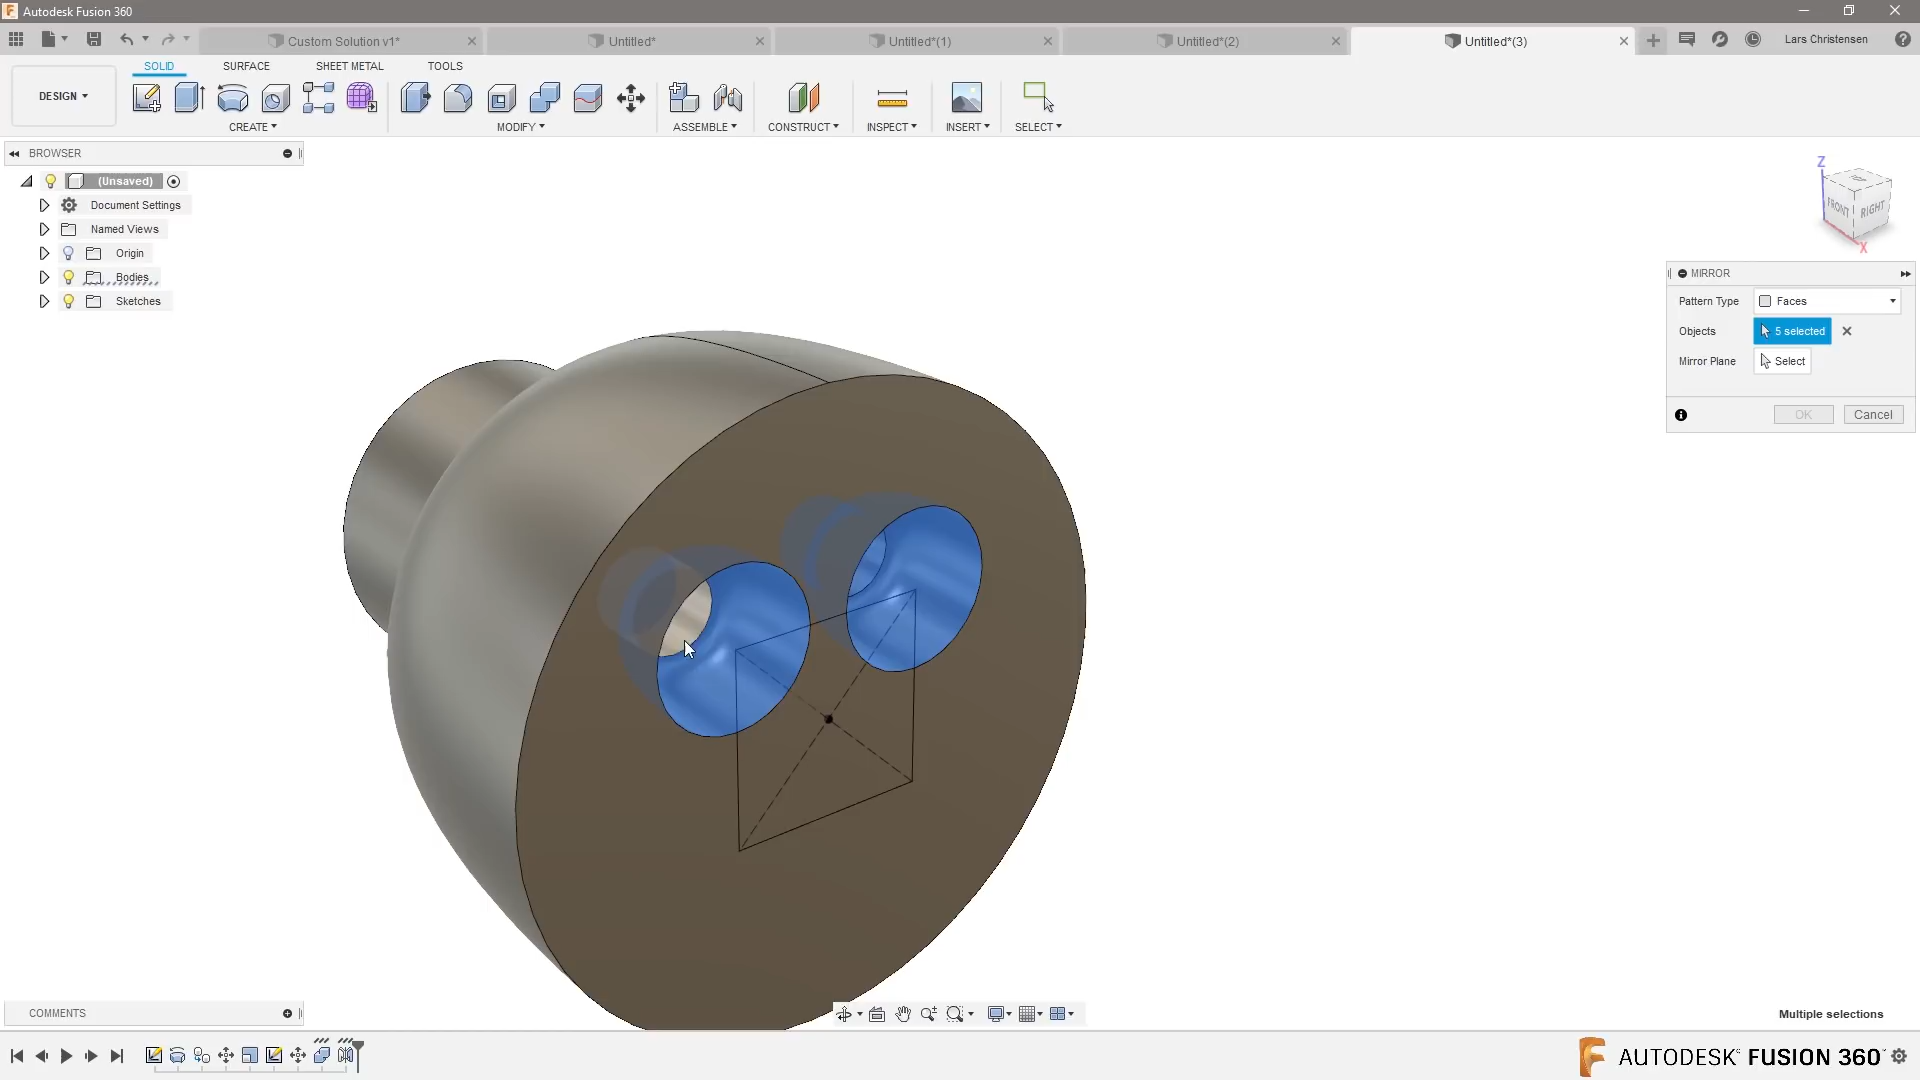 Autodesk Fusion 360
Custom Solution v1*
Untitled*
Untitled*(1)
Untitled*(2)
Untitled*(3)
Lars Christensen
DESIGN
SOLID
SURFACE
SHEET METAL
TOOLS
CREATE
MODIFY
ASSEMBLE
CONSTRUCT
INSPECT
INSERT
SELECT
BROWSER
(Unsaved)
Document Settings
Named Views
Origin
Bodies
Sketches
Z
FRONT
RIGHT
X
MIRROR
Pattern Type
Faces
Objects
5 selected
Mirror Plane
Select
OK
Cancel
COMMENTS
Multiple selections
AUTODESK® FUSION 360™